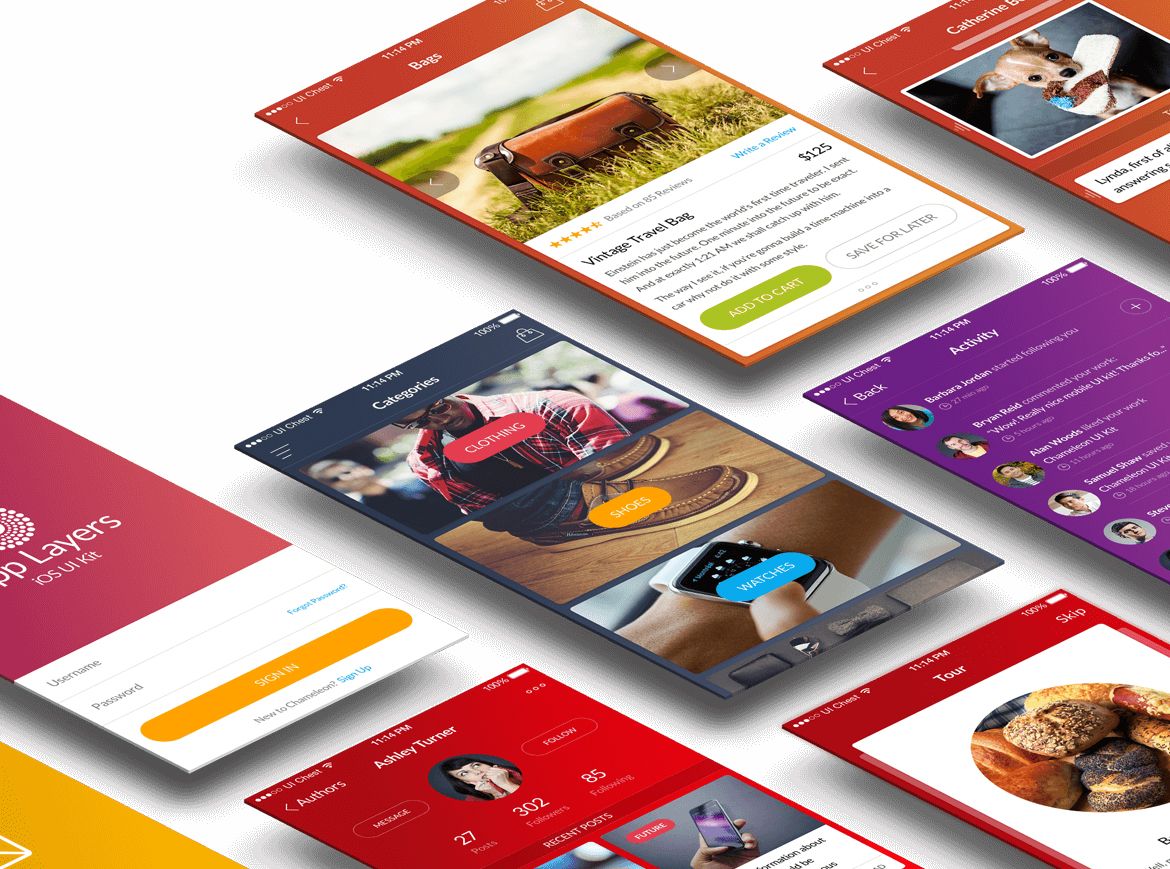 UI Chest
11:14 PM
Bags
Write a Review
Based on 85 Reviews
$125
Vintage Travel Bag
Einstein has just become the world's first time traveler. I sent
him into the future. One minute into the future to be exact.
And at exactly 1:21 AM we shall catch up with him.
The way I see it, if you're gonna build a time machine into a
car why not do it with some style.
ADD TO CART
SAVE FOR LATER
UI Chest
11:14
Catherine
Lynda, first of
answering
UI Chest
11:14 PM
100%
Categories
CLOTHING
SHOES
WATCHES
UI Chest
11:14 PM
100%
Back
Activity
Barbara Jordan started following you
27 min ago
Bryan Reid commented your work:
"Wow! Really nice mobile UI kit! Thanks fo..."
5 hours ago
Alan Woods liked your work
Chameleon UI Kit
11 hours ago
Samuel Shaw saved
Chameleon UI Kit
18 hours ago
Layers
iOS UI Kit
Username
Forgot Password?
Password
SIGN IN
New to Chameleon? Sign Up
UI Chest
11:14 PM
100%
Authors
Ashley Turner
MESSAGE
FOLLOW
27
Posts
302
Followers
85
Following
RECENT POSTS
FUTURE
about
be
UI Chest
11:14 PM
100%
Tour
Skip